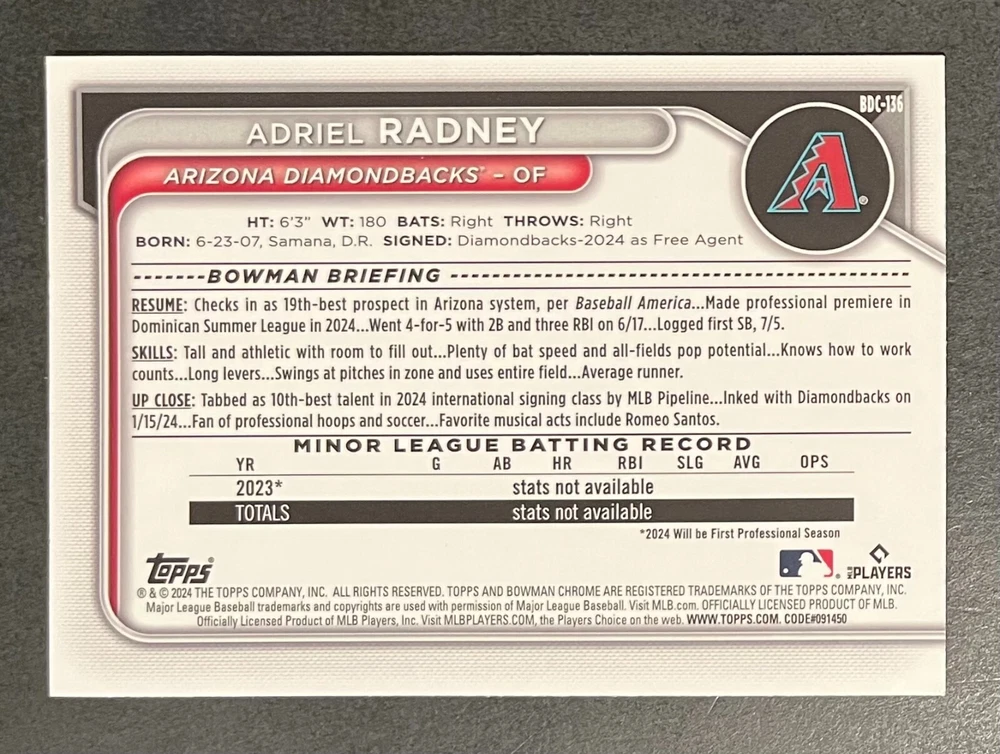 BDC-136
ADRIEL RADNEY
ARIZONA DIAMONDBACKS™ – OF
A®
HT: 6'3" WT: 180 BATS: Right THROWS: Right
BORN: 6-23-07, Samana, D.R. SIGNED: Diamondbacks-2024 as Free Agent
-------BOWMAN BRIEFING -------
RESUME: Checks in as 19th-best prospect in Arizona system, per Baseball America...Made professional premiere in
Dominican Summer League in 2024...Went 4-for-5 with 2B and three RBI on 6/17...Logged first SB, 7/5.
SKILLS: Tall and athletic with room to fill out...Plenty of bat speed and all-fields pop potential...Knows how to work
counts...Long levers...Swings at pitches in zone and uses entire field...Average runner.
UP CLOSE: Tabbed as 10th-best talent in 2024 international signing class by MLB Pipeline...Inked with Diamondbacks on
1/15/24...Fan of professional hoops and soccer...Favorite musical acts include Romeo Santos.
MINOR LEAGUE BATTING RECORD
YR G AB HR RBI SLG AVG OPS
2023* stats not available
TOTALS stats not available
*2024 Will be First Professional Season
Topps® ® MLB PLAYERS
® & © 2024 THE TOPPS COMPANY, INC. ALL RIGHTS RESERVED. TOPPS AND BOWMAN CHROME ARE REGISTERED TRADEMARKS OF THE TOPPS COMPANY, INC.
Major League Baseball trademarks and copyrights are used with permission of Major League Baseball. Visit MLB.com. OFFICIALLY LICENSED PRODUCT OF MLB.
Officially Licensed Product of MLB Players, Inc. Visit MLBPLAYERS.COM, the Players Choice on the web. WWW.TOPPS.COM. CODE#091450